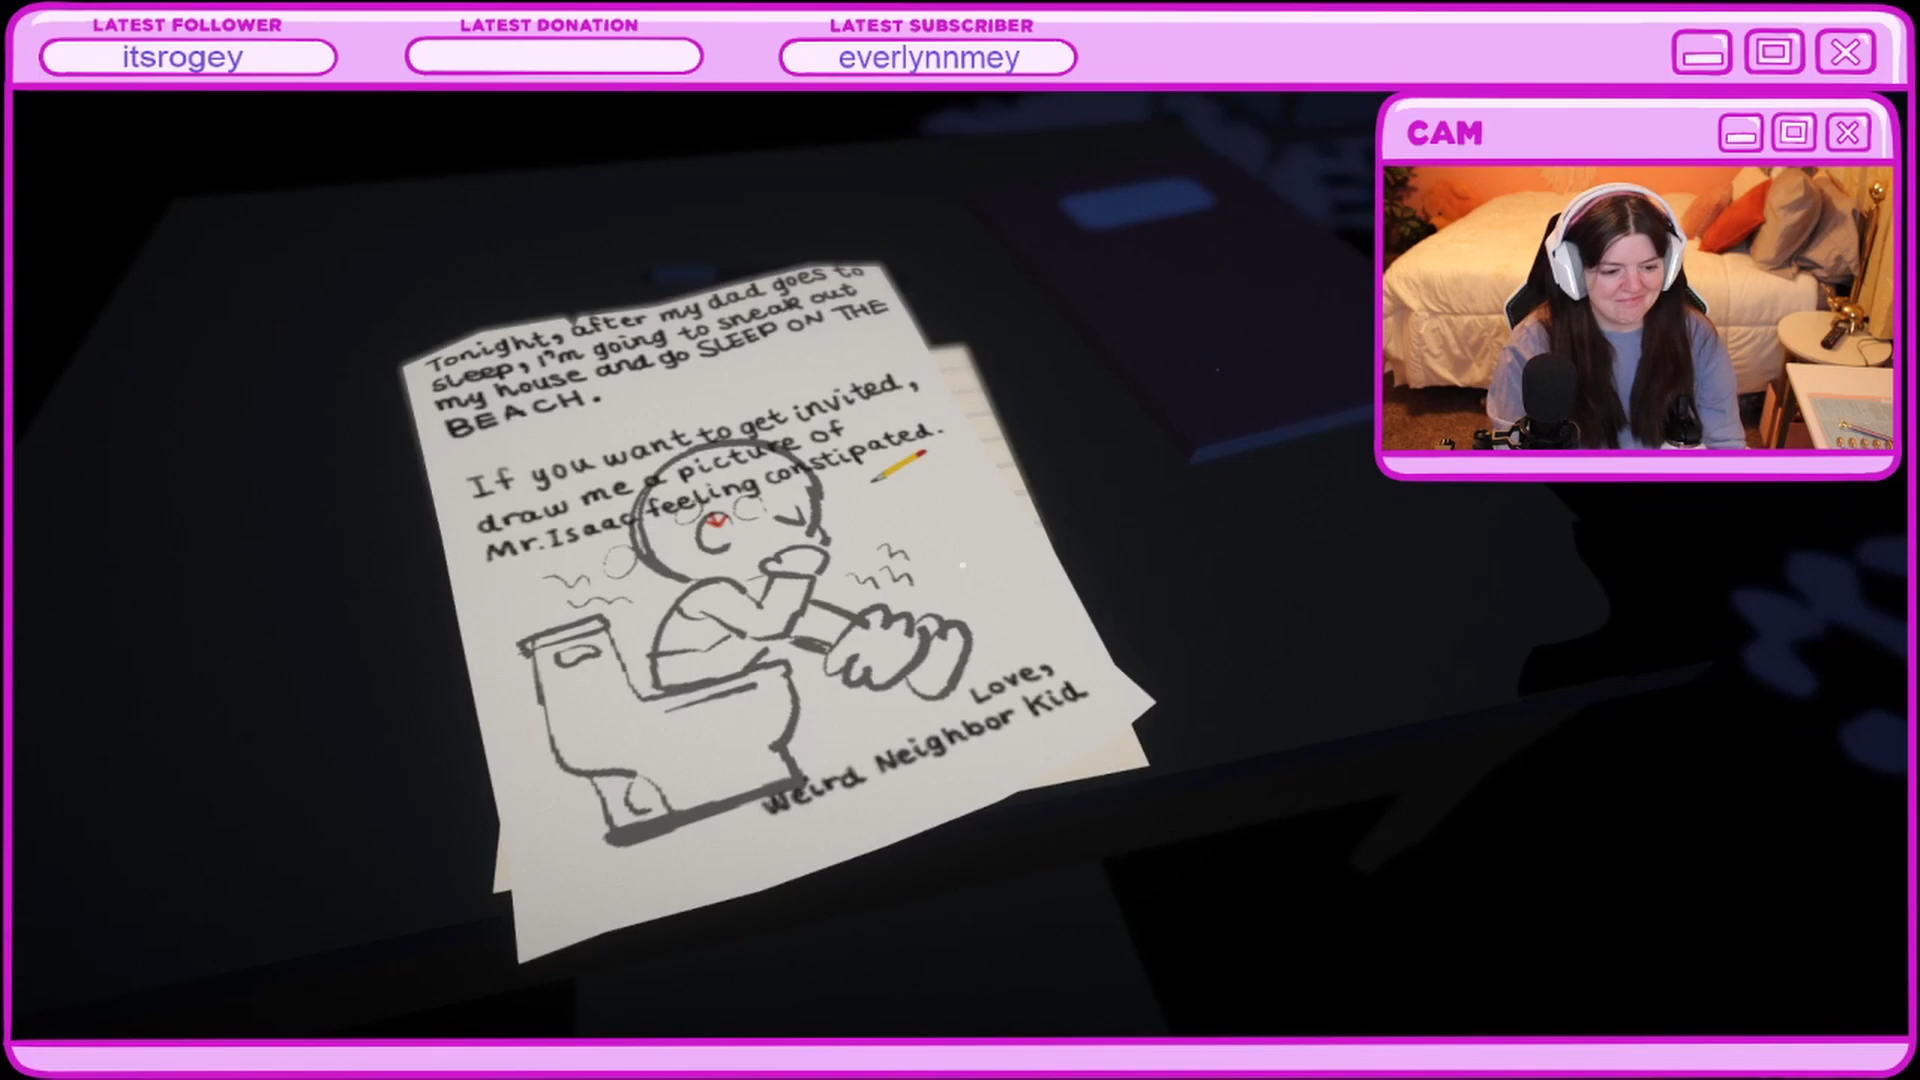 LATEST FOLLOWER
itsrogey
LATEST DONATION
LATEST SUBSCRIBER
everlynnmey
CAM
Tonight, after my dad goes to
sleep, I'm going to sneak out
my house and go SLEEP ON THE
BEACH.
If you want to get invited,
draw me a picture of
Mr. Isaac feeling constipated.
Love,
Weird Neighbor Kid